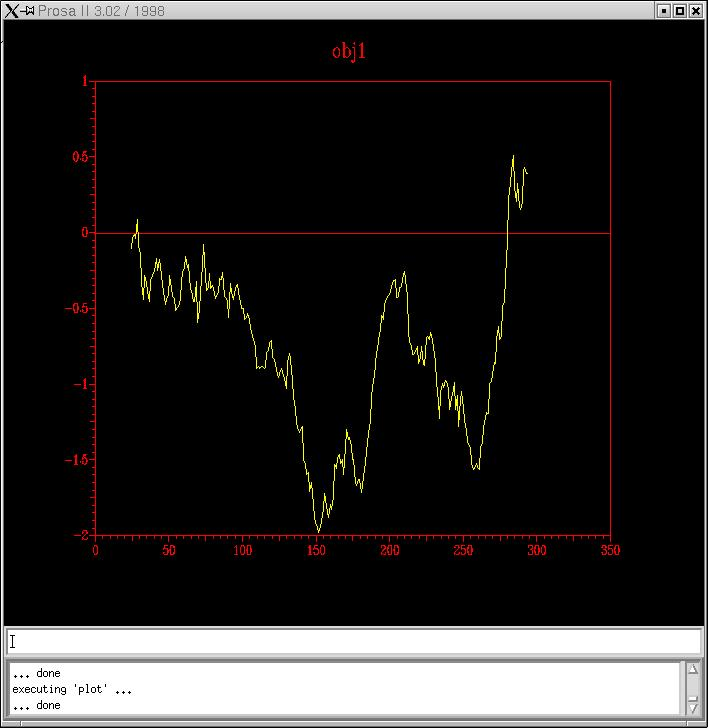 Prosa II 3.02 / 1998
obj1
1
0.5
0
-0.5
-1
-1.5
-2
0 50 100 150 200 250 300 350
... done
executing 'plot' ...
... done